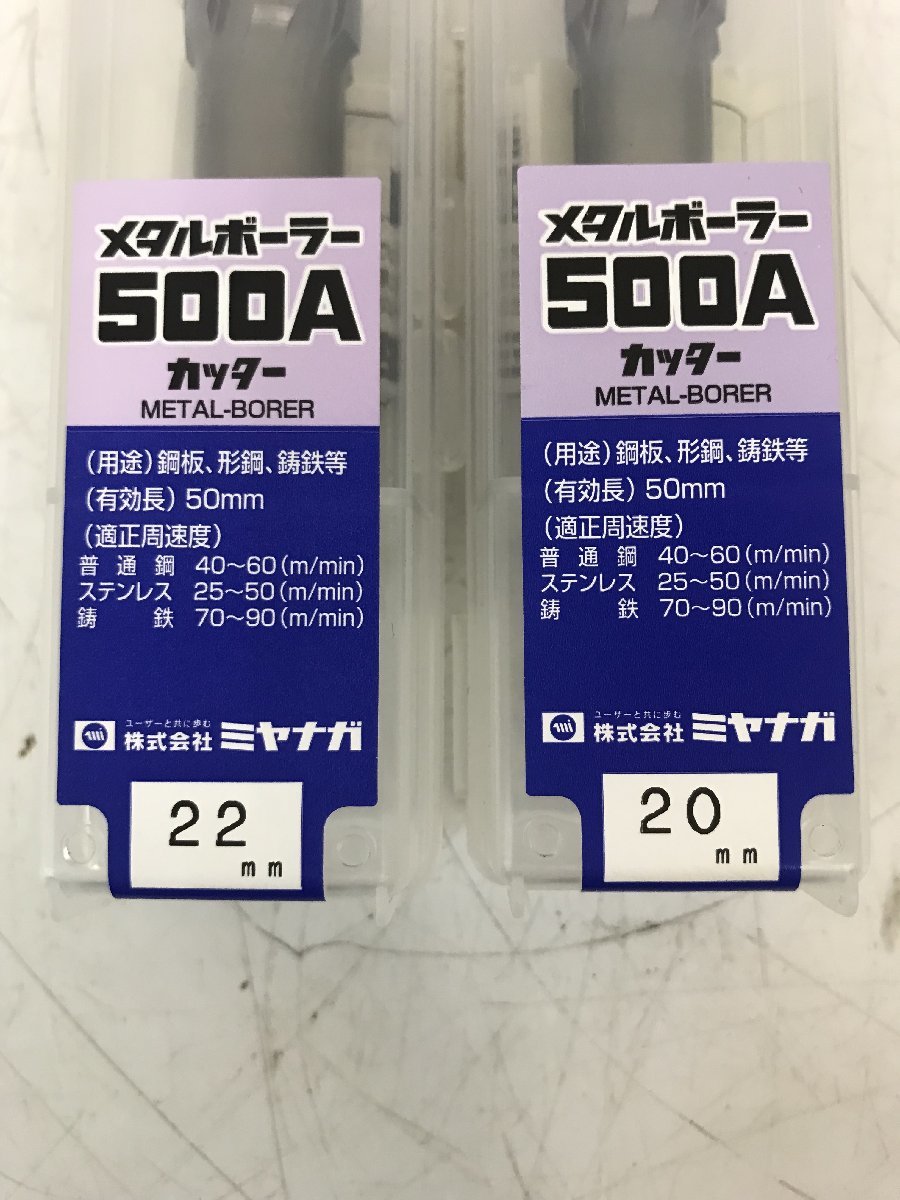 メタルボーラー
500A
カッター
METAL-BORER
(用途)鋼板、形鋼、鋳鉄等
(有効長)50mm
(適正周速度)
普通鋼 40〜60(m/min)
ステンレス 25〜50(m/min)
鋳鉄 70〜90(m/min)
ユーザーと共に歩む
株式会社 ミヤナガ
22
mm
メタルボーラー
500A
カッター
METAL-BORER
(用途)鋼板、形鋼、鋳鉄等
(有効長)50mm
(適正周速度)
普通鋼 40〜60(m/min)
ステンレス 25〜50(m/min)
鋳鉄 70〜90(m/min)
ユーザーと共に歩む
株式会社 ミヤナガ
20
mm